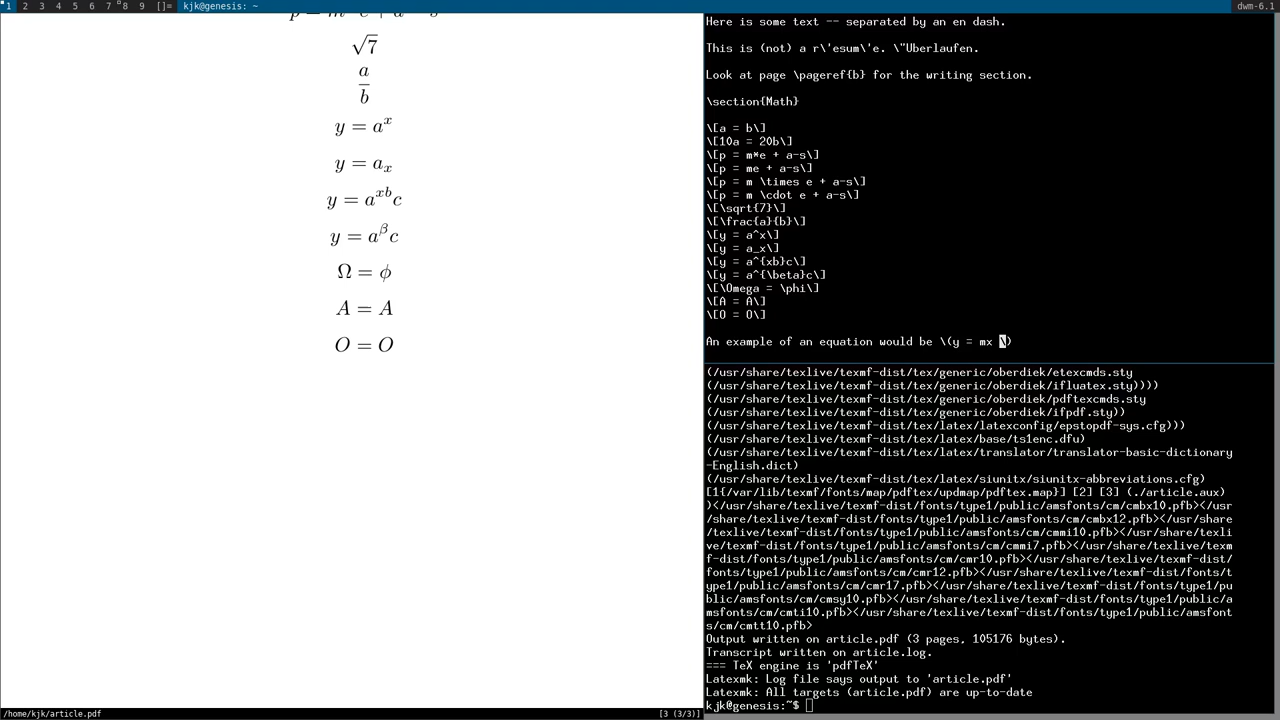 1 2 3 4 5 6 7 8 9 []= kjk@genesis: ~ dwm-6.1
√7
a
b
y = a^x
y = a_x
y = a^{xb}c
y = a^βc
Ω = ϕ
A = A
O = O
/home/kjk/article.pdf [3 (3/3)]
Here is some text -- separated by an en dash.
This is (not) a r\'esum\'e. \"Uberlaufen.
Look at page \pageref{b} for the writing section.
\section{Math}
\[a = b\]
\[10a = 20b\]
\[p = m*e + a-s\]
\[p = me + a-s\]
\[p = m \times e + a-s\]
\[p = m \cdot e + a-s\]
\[\sqrt{7}\]
\[\frac{a}{b}\]
\[y = a^x\]
\[y = a_x\]
\[y = a^{xb}c\]
\[y = a^{\beta}c\]
\[\Omega = \phi\]
\[A = A\]
\[O = O\]
An example of an equation would be \(y = mx \)
(/usr/share/texlive/texmf-dist/tex/generic/oberdiek/etexcmds.sty
(/usr/share/texlive/texmf-dist/tex/generic/oberdiek/ifluatex.sty))))
(/usr/share/texlive/texmf-dist/tex/generic/oberdiek/pdftexcmds.sty
(/usr/share/texlive/texmf-dist/tex/generic/oberdiek/ifpdf.sty))
(/usr/share/texlive/texmf-dist/tex/latex/latexconfig/epstopdf-sys.cfg)))
(/usr/share/texlive/texmf-dist/tex/latex/base/ts1enc.dfu)
(/usr/share/texlive/texmf-dist/tex/latex/translator/translator-basic-dictionary
-English.dict)
(/usr/share/texlive/texmf-dist/tex/latex/siunitx/siunitx-abbreviations.cfg)
[1{/var/lib/texmf/fonts/map/pdftex/updmap/pdftex.map}] [2] [3] (./article.aux)
)</usr/share/texlive/texmf-dist/fonts/type1/public/amsfonts/cm/cmbx10.pfb></usr
/share/texlive/texmf-dist/fonts/type1/public/amsfonts/cm/cmbx12.pfb></usr/share
/texlive/texmf-dist/fonts/type1/public/amsfonts/cm/cmmi10.pfb></usr/share/texli
ve/texmf-dist/fonts/type1/public/amsfonts/cm/cmmi7.pfb></usr/share/texlive/texm
f-dist/fonts/type1/public/amsfonts/cm/cmr10.pfb></usr/share/texlive/texmf-dist/
fonts/type1/public/amsfonts/cm/cmr12.pfb></usr/share/texlive/texmf-dist/fonts/t
ype1/public/amsfonts/cm/cmr17.pfb></usr/share/texlive/texmf-dist/fonts/type1/pu
blic/amsfonts/cm/cmsy10.pfb></usr/share/texlive/texmf-dist/fonts/type1/public/a
msfonts/cm/cmti10.pfb></usr/share/texlive/texmf-dist/fonts/type1/public/amsfont
s/cm/cmtt10.pfb>
Output written on article.pdf (3 pages, 105176 bytes).
Transcript written on article.log.
=== TeX engine is 'pdfTeX'
Latexmk: Log file says output to 'article.pdf'
Latexmk: All targets (article.pdf) are up-to-date
kjk@genesis:~$